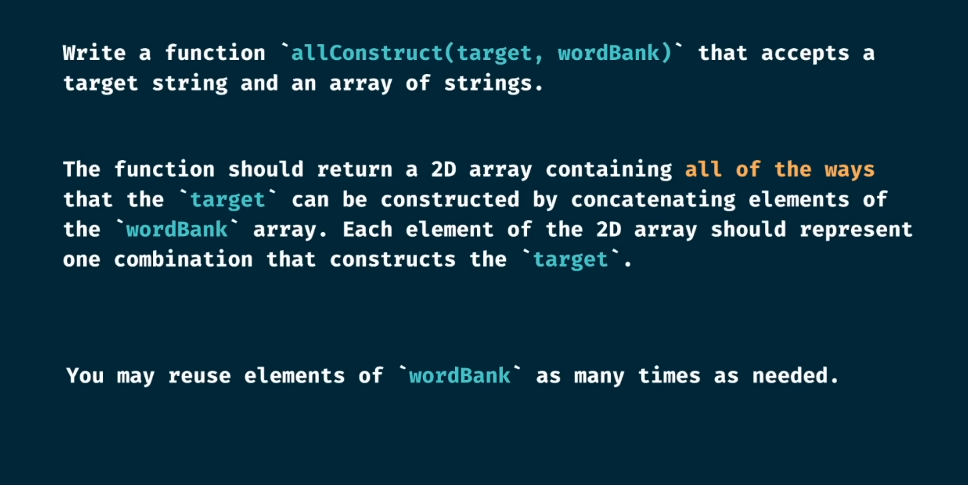 Write a function `allConstruct(target, wordBank)` that accepts a
target string and an array of strings.
The function should return a 2D array containing all of the ways
that the `target` can be constructed by concatenating elements of
the `wordBank` array. Each element of the 2D array should represent
one combination that constructs the `target`.
You may reuse elements of `wordBank` as many times as needed.